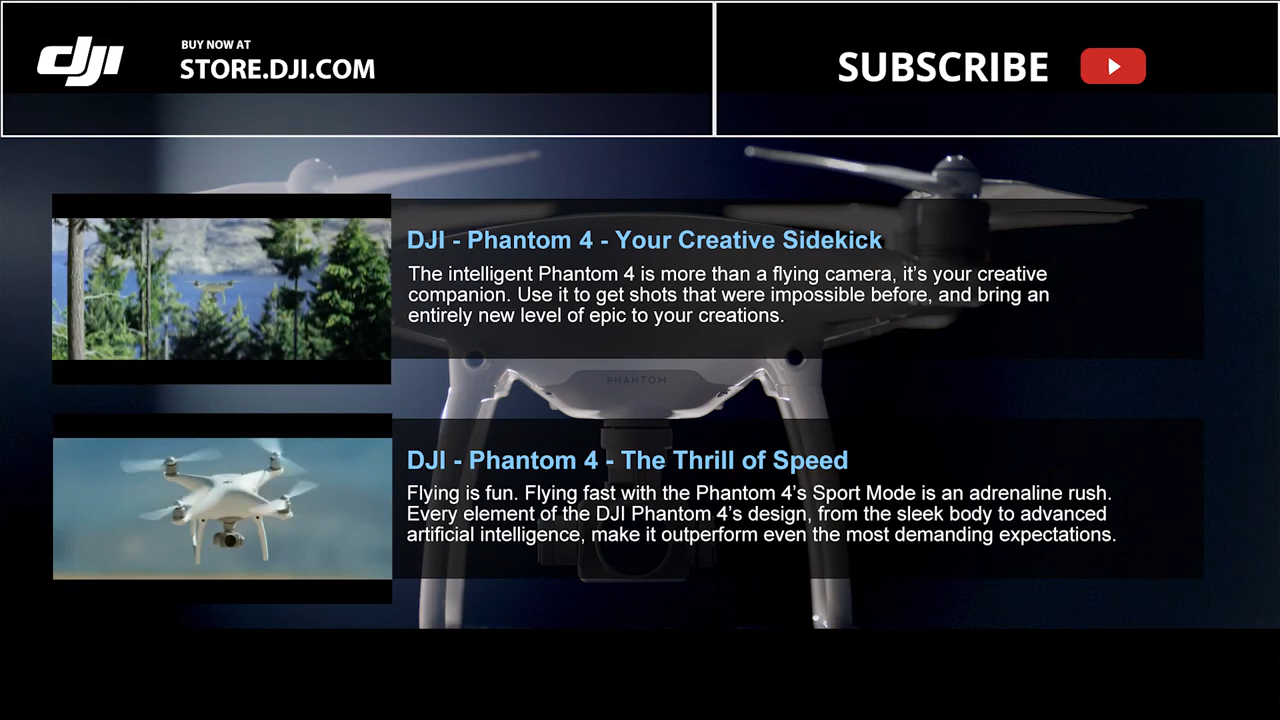 dji
BUY NOW AT
STORE.DJI.COM
SUBSCRIBE
DJI - Phantom 4 - Your Creative Sidekick
The intelligent Phantom 4 is more than a flying camera, it's your creative
companion. Use it to get shots that were impossible before, and bring an
entirely new level of epic to your creations.
PHANTOM
DJI - Phantom 4 - The Thrill of Speed
Flying is fun. Flying fast with the Phantom 4's Sport Mode is an adrenaline rush.
Every element of the DJI Phantom 4's design, from the sleek body to advanced
artificial intelligence, make it outperform even the most demanding expectations.